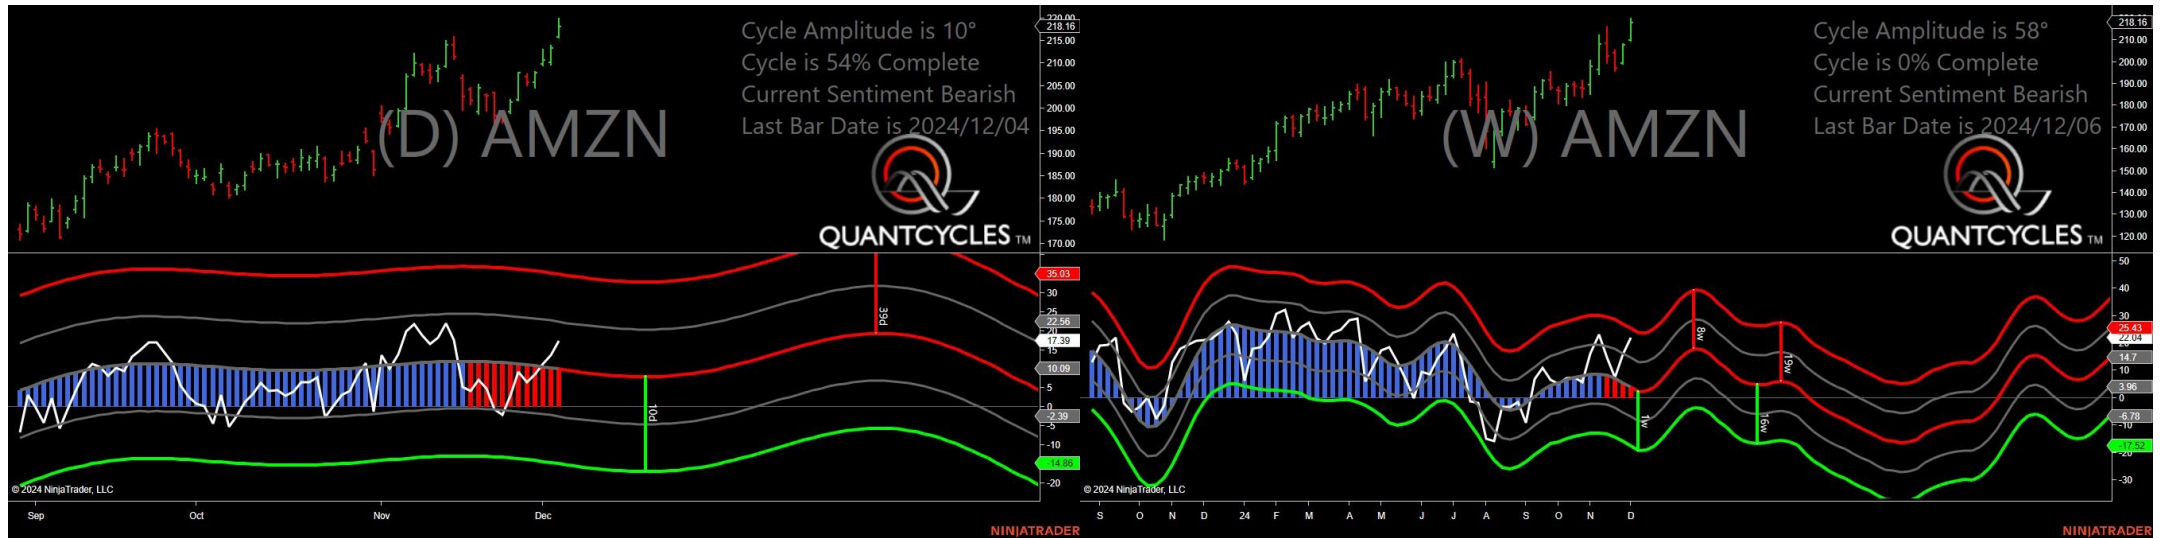 Cycle Amplitude is 10°
Cycle is 54% Complete
Current Sentiment Bearish
Last Bar Date is 2024/12/04
(D) AMZN
QUANTCYCLES TM
220.00
218.16
215.00
210.00
205.00
200.00
195.00
190.00
185.00
180.00
175.00
170.00
35.03
30
25
22.56
20
17.39
15
10.09
5
0
-2.39
-5
-10
-14.86
-20
39d
10d
© 2024 NinjaTrader, LLC
Sep
Oct
Nov
Dec
NINJATRADER
Cycle Amplitude is 58°
Cycle is 0% Complete
Current Sentiment Bearish
Last Bar Date is 2024/12/06
(W) AMZN
QUANTCYCLES TM
218.16
210.00
200.00
190.00
180.00
170.00
160.00
150.00
140.00
130.00
120.00
50
40
30
25.43
22.04
14.7
10
3.96
0
-6.78
-10
-17.52
-20
-30
8w
19w
1w
16w
© 2024 NinjaTrader, LLC
S
O
N
D
24
F
M
A
M
J
J
A
S
O
N
D
NINJATRADER